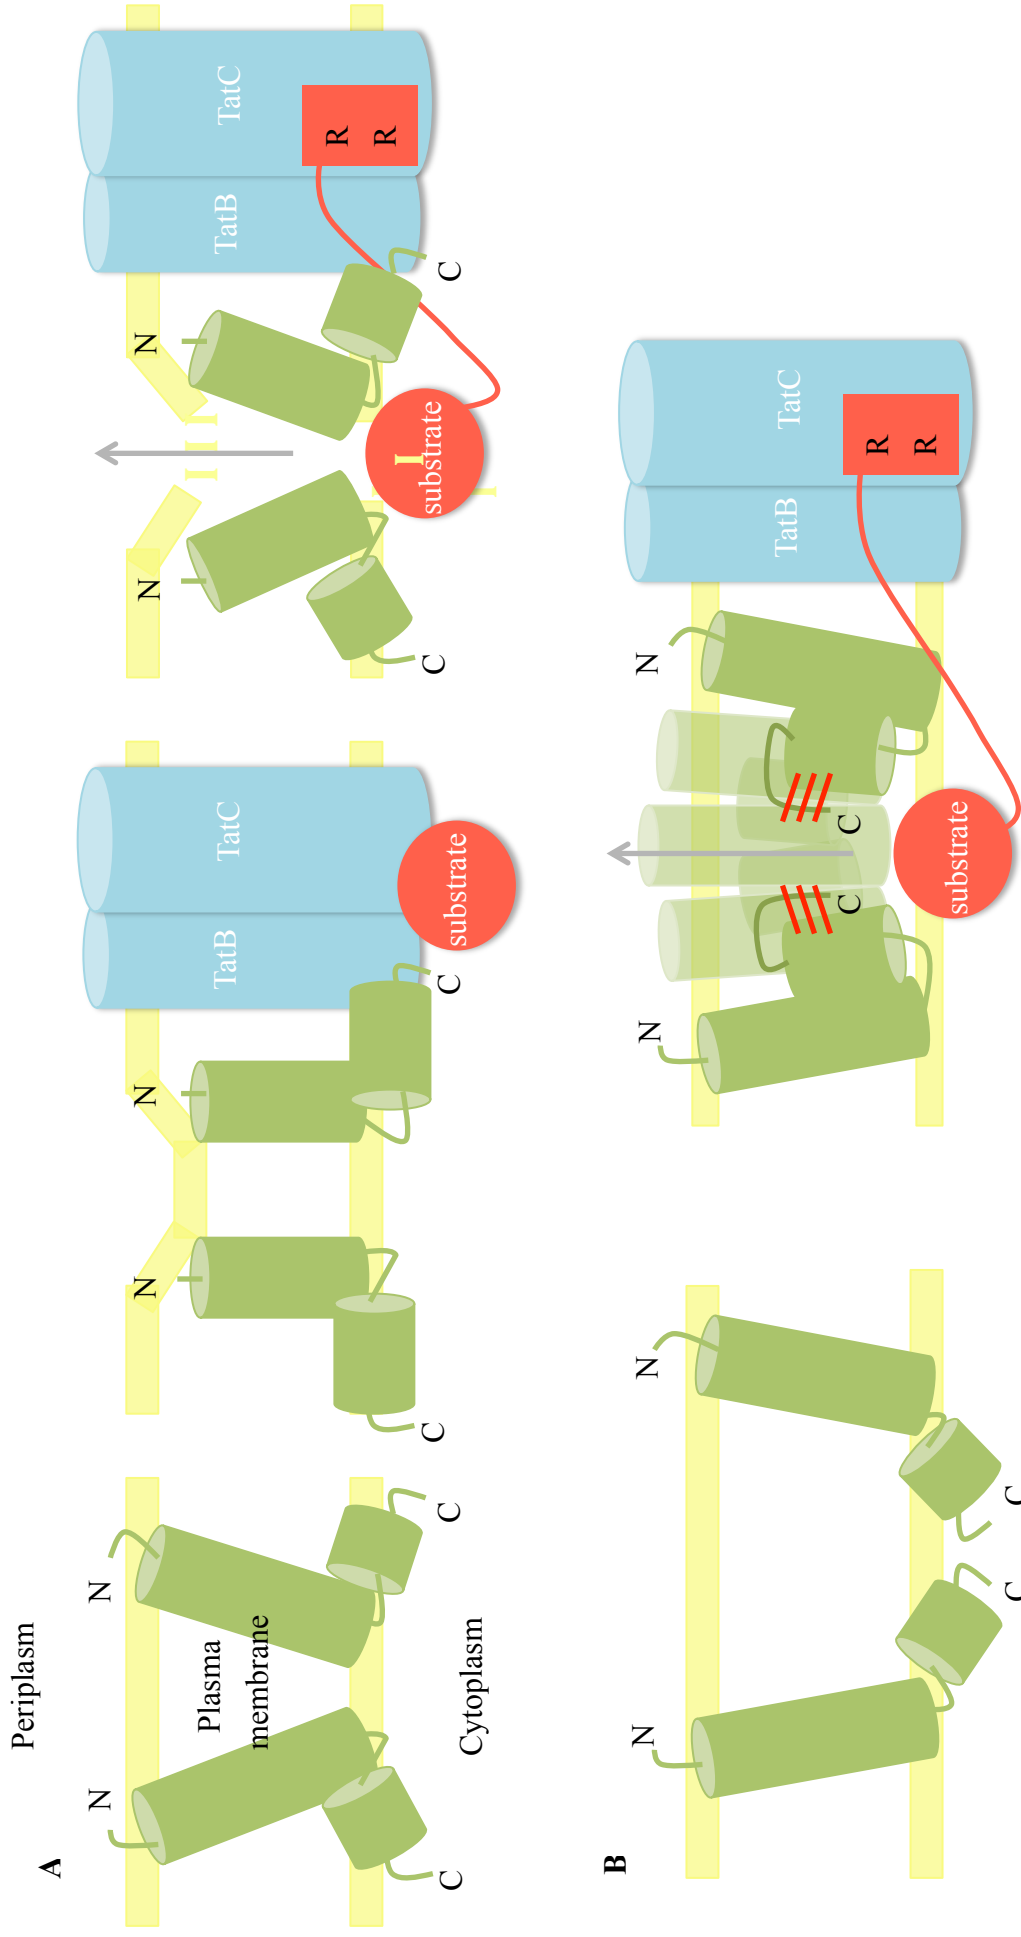 A
Periplasm
N
N
Plasma
membrane
C
C
Cytoplasm
N
N
TatB
TatC
C
C
substrate
N
N
TatB
TatC
R
R
C
C
substrate
B
N
N
C
C
N
N
TatB
TatC
C
C
R
R
substrate